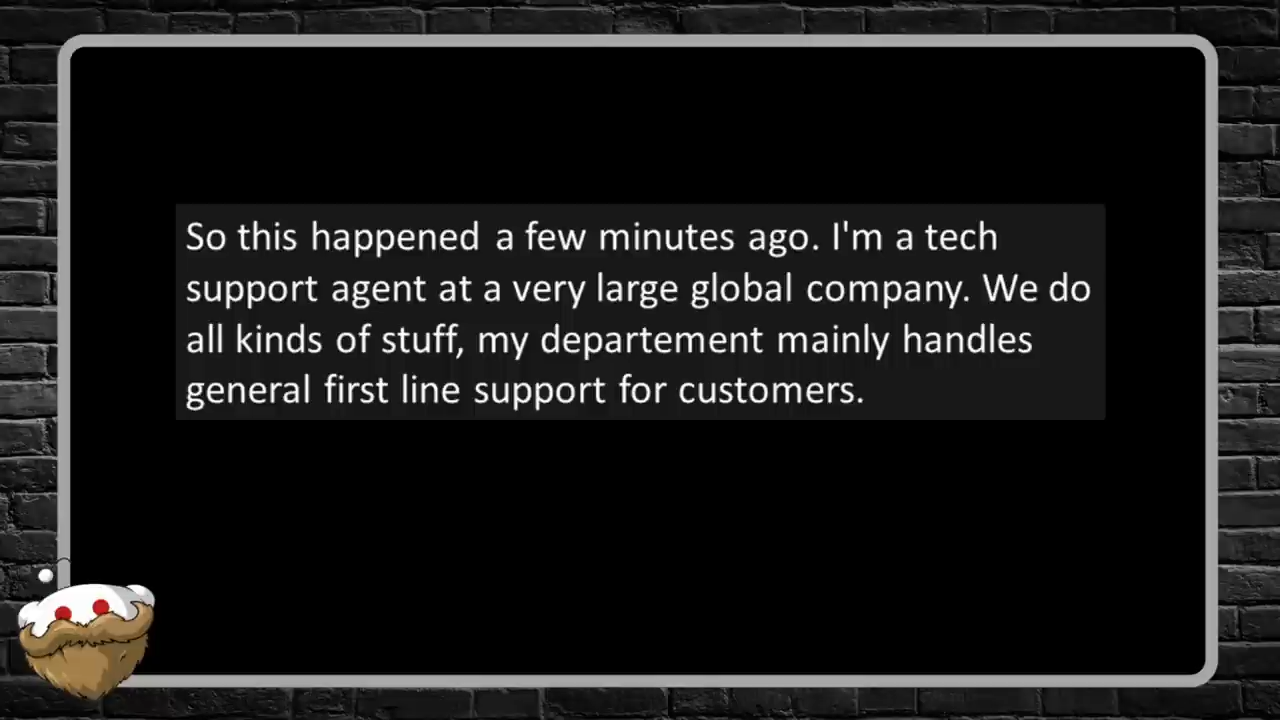 So this happened a few minutes ago. I'm a tech
support agent at a very large global company. We do
all kinds of stuff, my departement mainly handles
general first line support for customers.